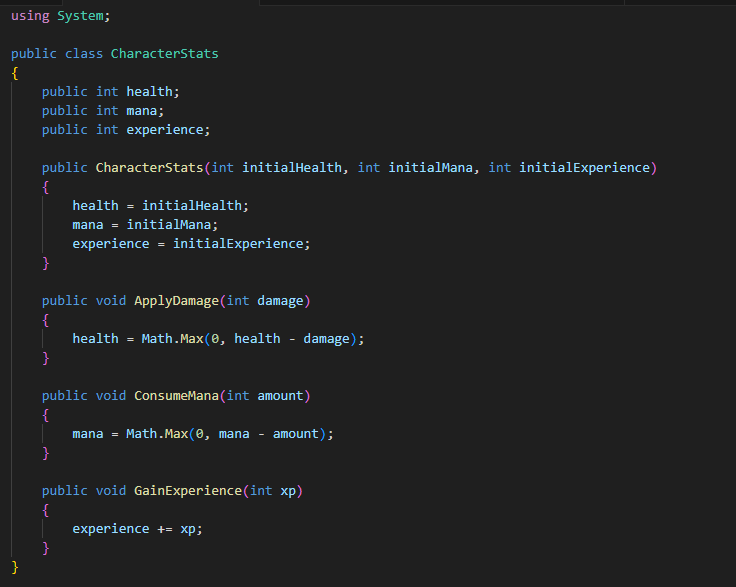 using System;
public class CharacterStats
{
public int health;
public int mana;
public int experience;
public CharacterStats(int initialHealth, int initialMana, int initialExperience)
{
health = initialHealth;
mana = initialMana;
experience = initialExperience;
}
public void ApplyDamage(int damage)
{
health = Math.Max(0, health - damage);
}
public void ConsumeMana(int amount)
{
mana = Math.Max(0, mana - amount);
}
public void GainExperience(int xp)
{
experience += xp;
}
}